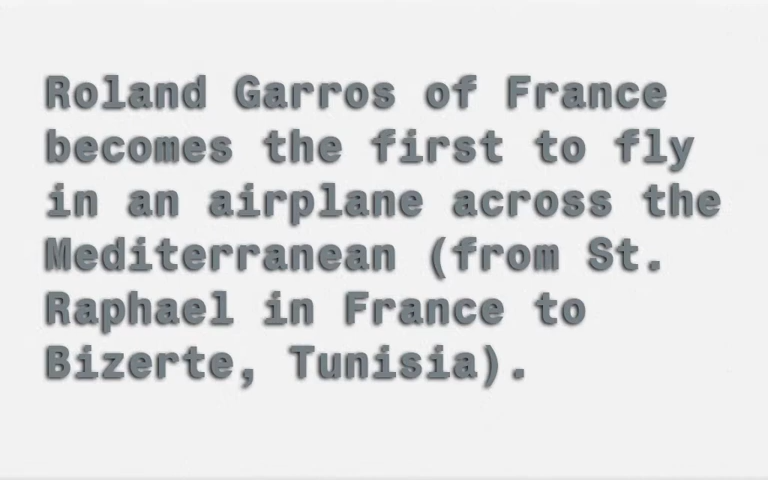 Roland Garros of France
becomes the first to fly
in an airplane across the
Mediterranean (from St.
Raphael in France to
Bizerte, Tunisia).